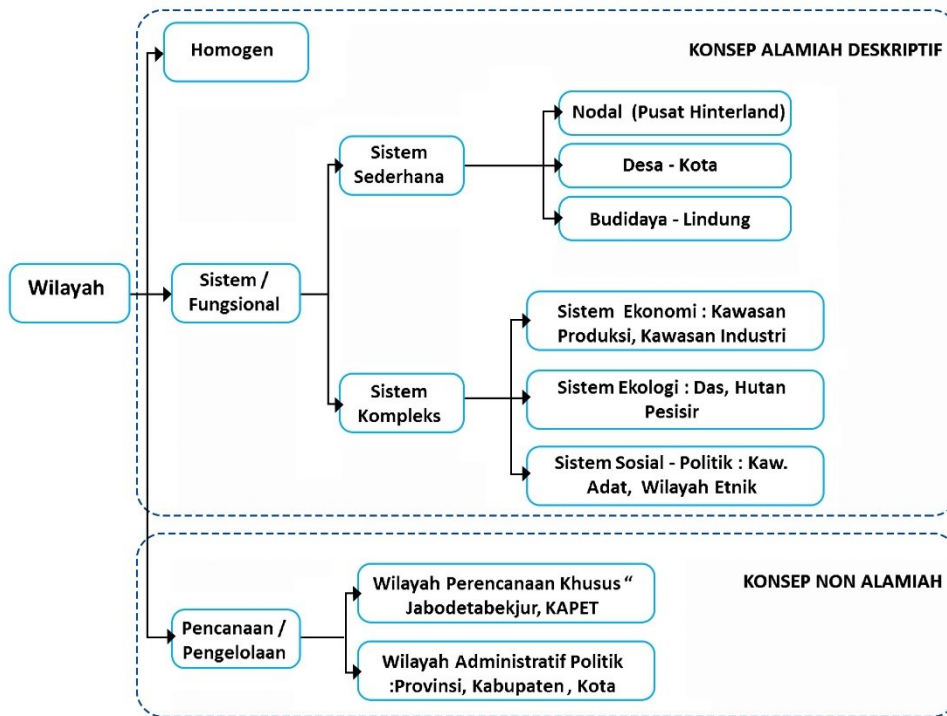 Homogen
KONSEP ALAMIAH DESKRIPTIF
Nodal (Pusat Hinterland)
Sistem
Sederhana
Desa - Kota
Budidaya - Lindung
Wilayah
Sistem /
Fungsional
Sistem Ekonomi : Kawasan
Produksi, Kawasan Industri
Sistem
Kompleks
Sistem Ekologi : Das, Hutan
Pesisir
Sistem Sosial - Politik : Kaw.
Adat, Wilayah Etnik
KONSEP NON ALAMIAH
Wilayah Perencanaan Khusus “
Jabodetabekjur, KAPET
Pencanaan /
Pengelolaan
Wilayah Administratif Politik
:Provinsi, Kabupaten , Kota